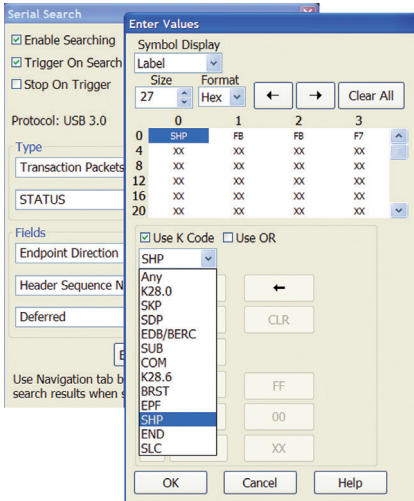 Serial Search
Enable Searching
Trigger On Search
Stop On Trigger
Protocol: USB 3.0
Type
Transaction Packets
STATUS
Fields
Endpoint Direction
Header Sequence N
Deferred
E
Use Navigation tab b
search results when s
Enter Values
Symbol Display
Label
Size Format
27 Hex ← → Clear All
0 1 2 3
0 SHP FB FB F7
4 XX XX XX XX
8 XX XX XX XX
12 XX XX XX XX
16 XX XX XX XX
20 XX XX XX XX
Use K Code Use OR
SHP
Any
K28.0 ←
SKP
SDP CLR
EDB/BERC
SUB
COM
K28.6
BRST FF
EPF
SHP 00
END
SLC XX
OK Cancel Help